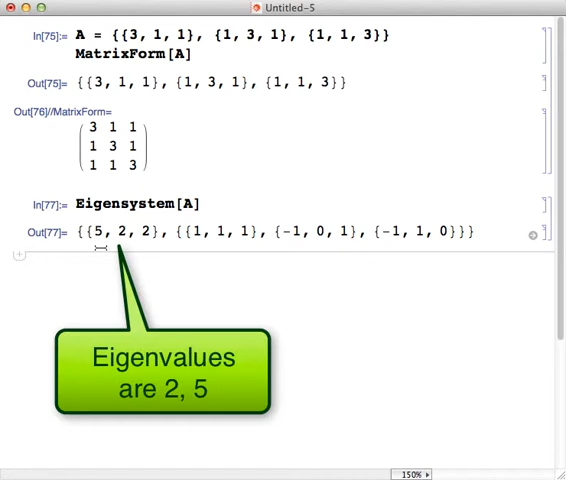 Untitled-5
In[75]:= A = {{3, 1, 1}, {1, 3, 1}, {1, 1, 3}}
MatrixForm[A]
Out[75]= {{3, 1, 1}, {1, 3, 1}, {1, 1, 3}}
Out[76]//MatrixForm=
3 1 1
1 3 1
1 1 3
In[77]:= Eigensystem[A]
Out[77]= {{5, 2, 2}, {{1, 1, 1}, {-1, 0, 1}, {-1, 1, 0}}}
Eigenvalues
are 2, 5
150%